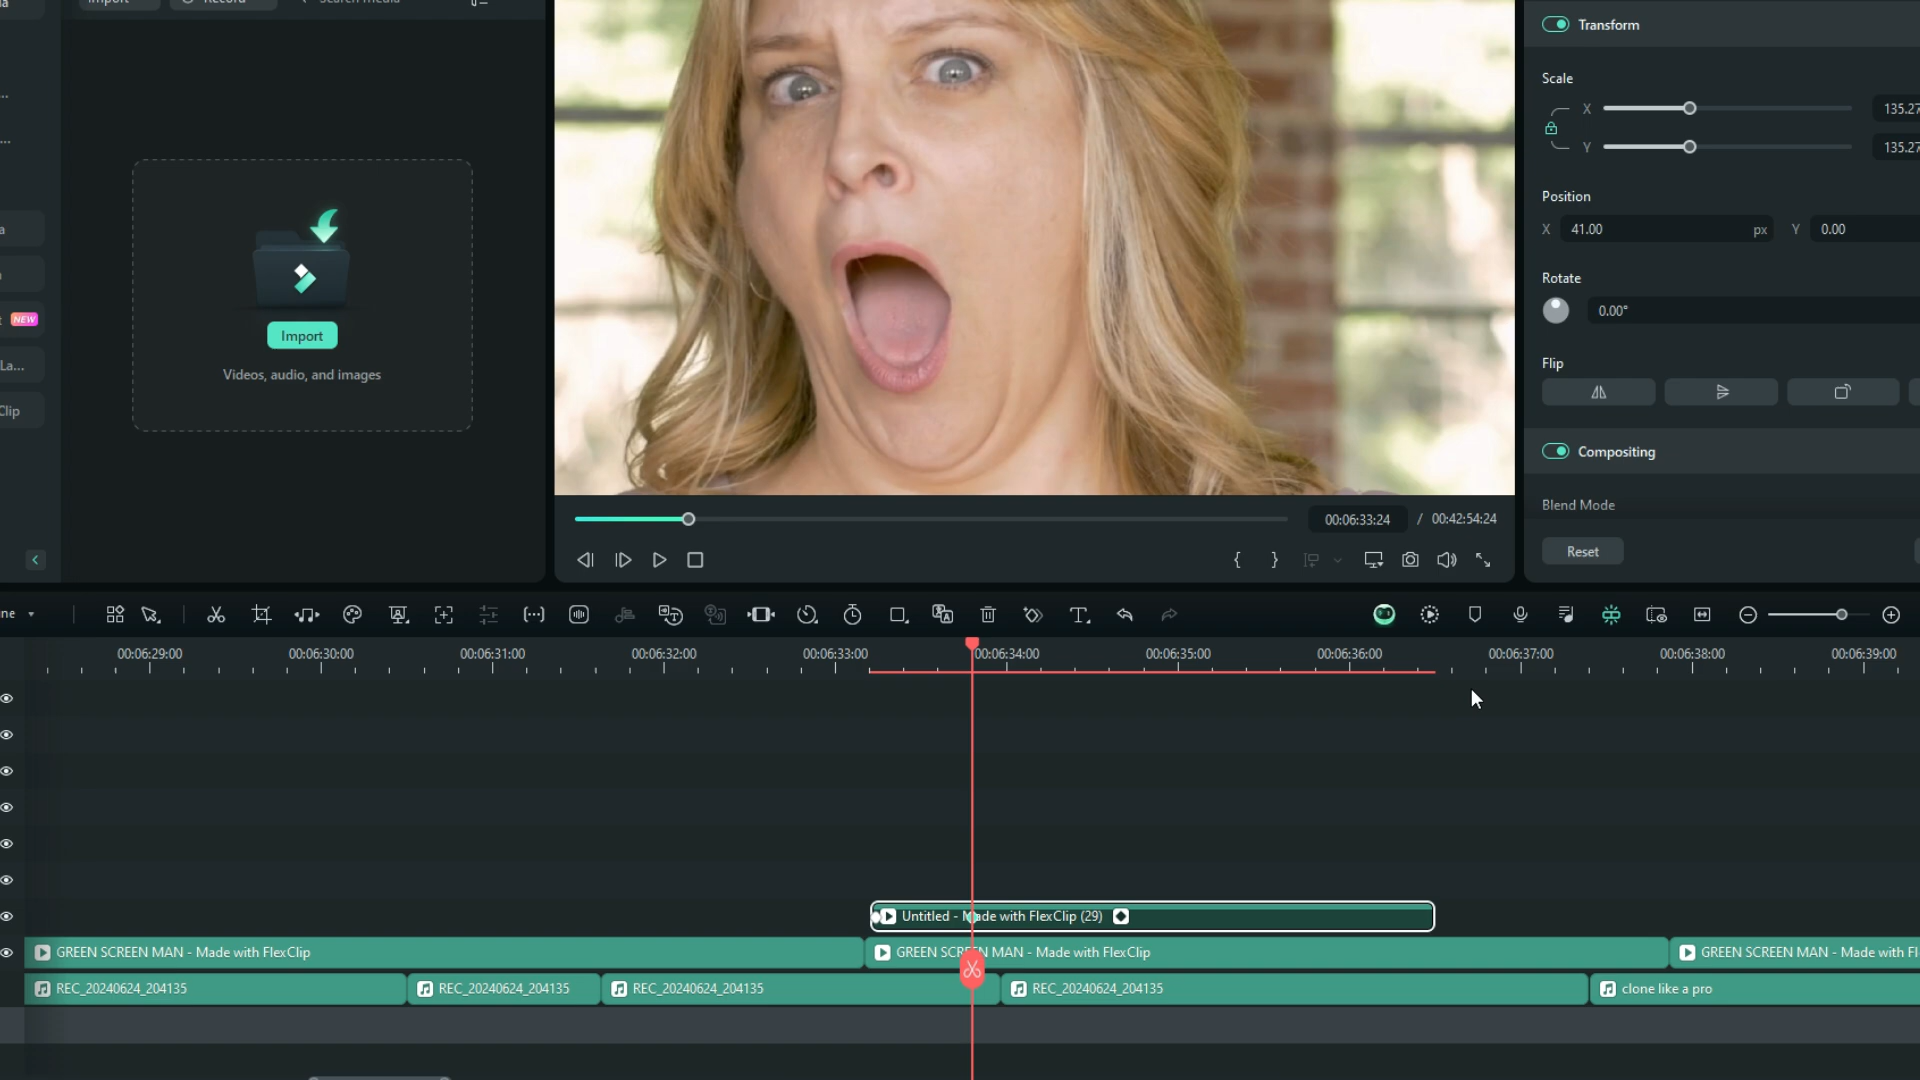 Import
Record
Search media
Transform
Scale
X
135.27
Y
135.27
Position
X 41.00 px Y 0.00
Rotate
0.00°
Flip
Compositing
Blend Mode
Reset
NEW
La...
Clip
Import
Videos, audio, and images
00:06:33:24 / 00:42:54:24
00:06:29:00 00:06:30:00 00:06:31:00 00:06:32:00 00:06:33:00 00:06:34:00 00:06:35:00 00:06:36:00 00:06:37:00 00:06:38:00 00:06:39:00
Untitled - Made with FlexClip (29)
GREEN SCREEN MAN - Made with FlexClip GREEN SCREEN MAN - Made with FlexClip GREEN SCREEN MAN - Made with Fl
REC_20240624_204135 REC_20240624_204135 REC_20240624_204135 REC_20240624_204135 clone like a pro